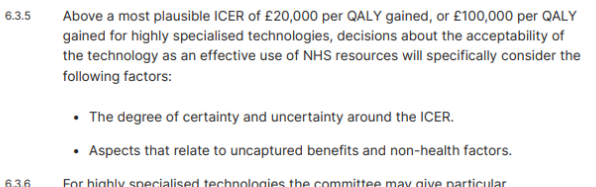 6.3.5 Above a most plausible ICER of £20,000 per QALY gained, or £100,000 per QALY
gained for highly specialised technologies, decisions about the acceptability of
the technology as an effective use of NHS resources will specifically consider the
following factors:
• The degree of certainty and uncertainty around the ICER.
• Aspects that relate to uncaptured benefits and non-health factors.
6.3.6 For highly specialised technologies the committee may give particular